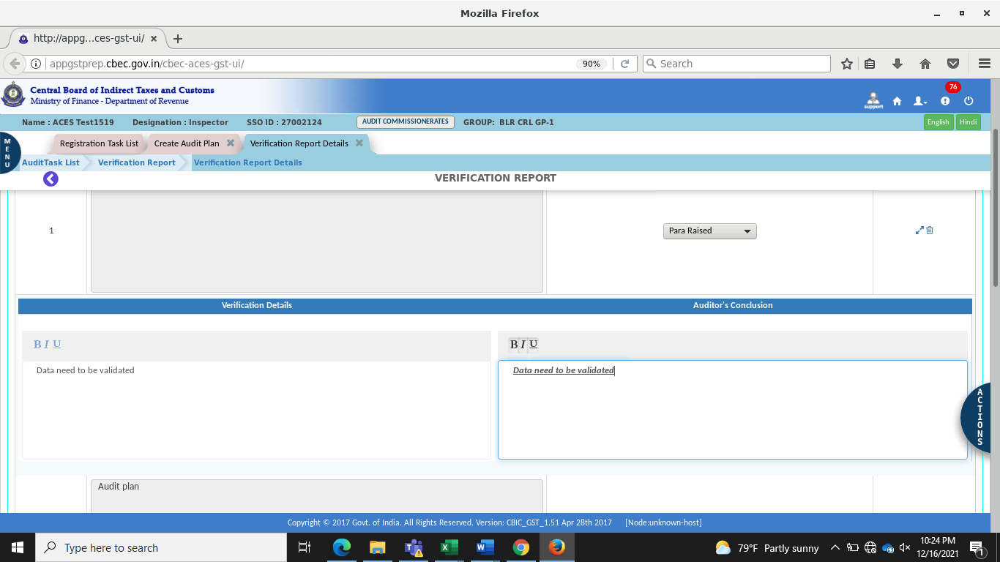 Mozilla Firefox
http://appg...ces-gst-ui/
appgstprep.cbec.gov.in/cbec-aces-gst-ui/
90%
Search
Central Board of Indirect Taxes and Customs
Ministry of Finance - Department of Revenue
76
support
Name : ACES Test1519 Designation : Inspector SSO ID : 27002124 AUDIT COMMISSIONERATES GROUP: BLR CRL GP-1 English Hindi
MENU
Registration Task List Create Audit Plan Verification Report Details
AuditTask List Verification Report Verification Report Details
VERIFICATION REPORT
1 Para Raised
Verification Details Auditor's Conclusion
B I U B I U
Data need to be validated Data need to be validated
ACTIONS
Audit plan
Copyright © 2017 Govt. of India. All Rights Reserved. Version: CBIC_GST_1.51 Apr 28th 2017 [Node:unknown-host]
Type here to search
79°F Partly sunny
10:24 PM
12/16/2021
1